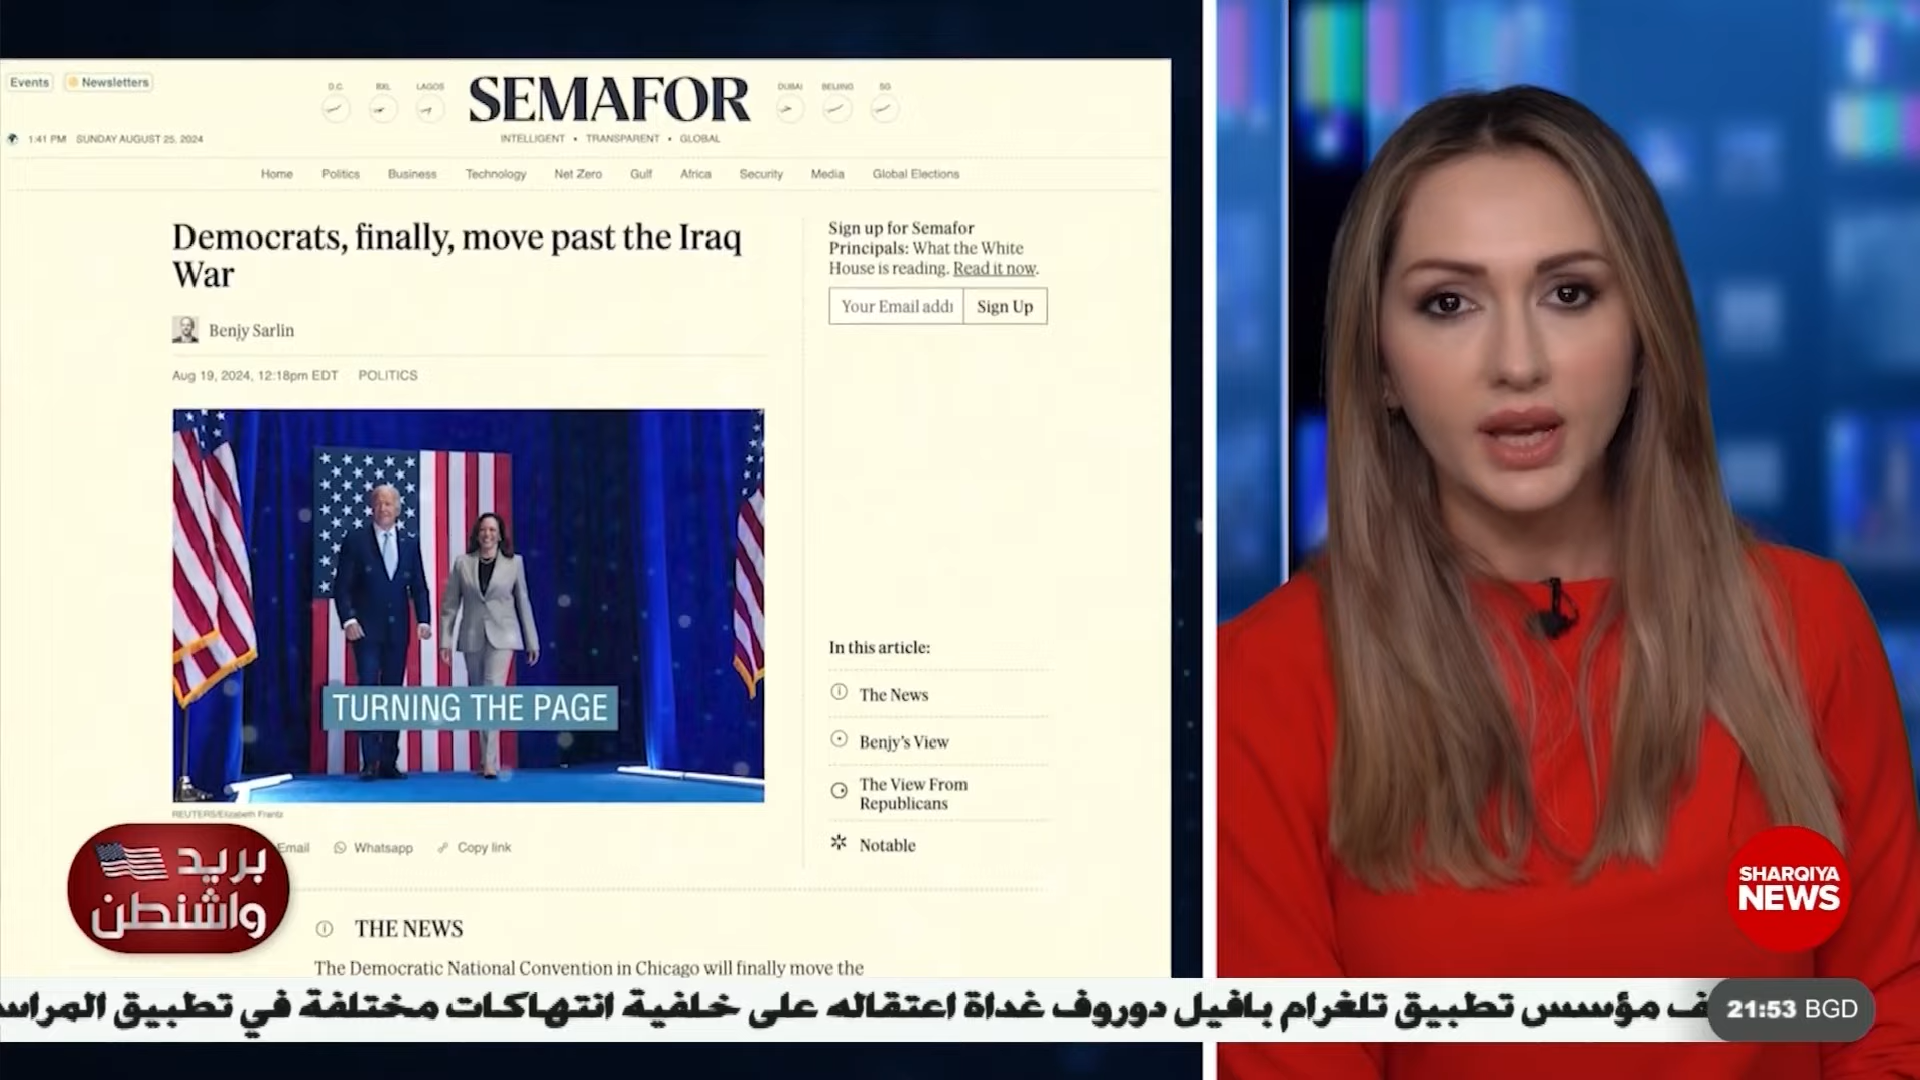 Events
Newsletters
D.C.
BXL
LAGOS
SEMAFOR
DUBAI
BEIJING
SG
1:41 PM SUNDAY AUGUST 25, 2024
INTELLIGENT • TRANSPARENT • GLOBAL
Home Politics Business Technology Net Zero Gulf Africa Security Media Global Elections
Democrats, finally, move past the Iraq
War
Benjy Sarlin
Aug 19, 2024, 12:18pm EDT POLITICS
TURNING THE PAGE
REUTERS/Elizabeth Frantz
Email Whatsapp Copy link
Sign up for Semafor
Principals: What the White
House is reading. Read it now.
Your Email addı Sign Up
In this article:
The News
Benjy's View
The View From
Republicans
Notable
THE NEWS
The Democratic National Convention in Chicago will finally move the
بريد
واشنطن
SHARQIYA
NEWS
مؤسس تطبيق تلغرام بافيل دوروف غداة اعتقاله على خلفية انتهاكات مختلفة في تطبيق
21:53 BGD